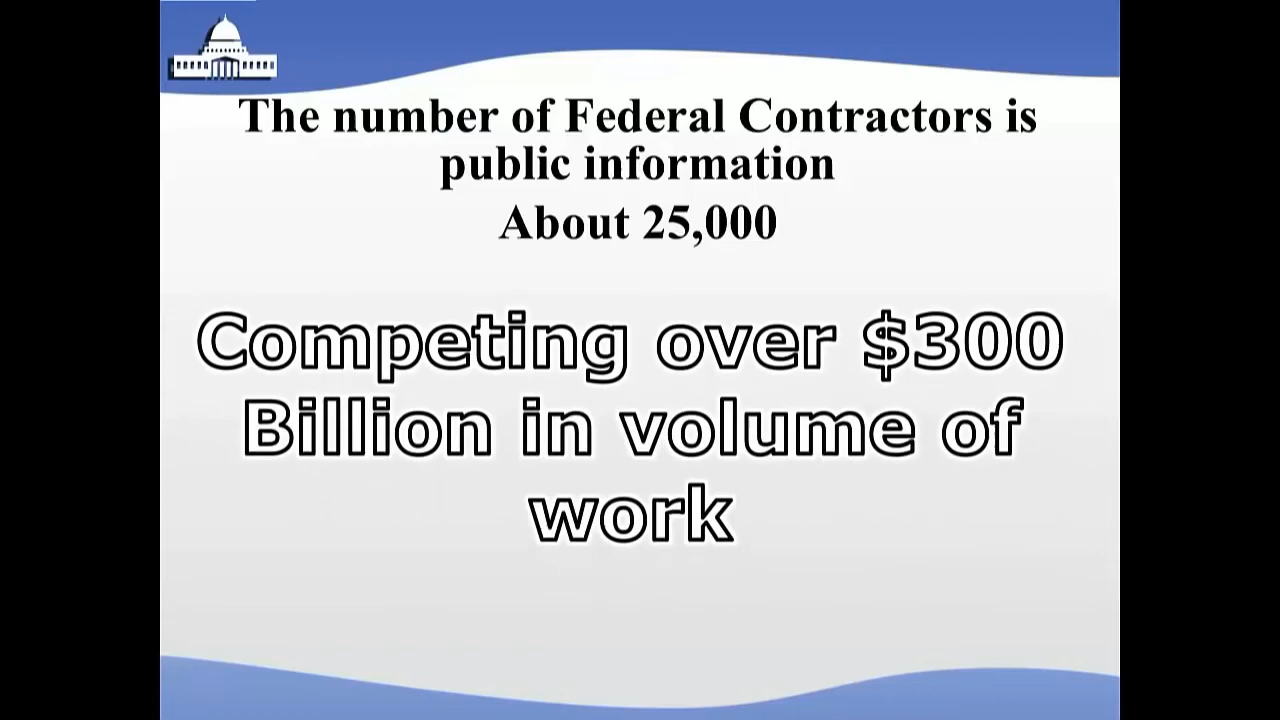 The number of Federal Contractors is
public information
About 25,000
Competing over $300
Billion in volume of
work